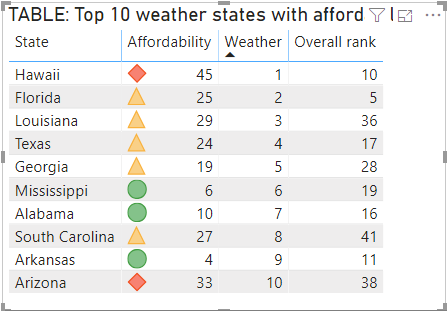 TABLE: Top 10 weather states with afford
State Affordability Weather Overall rank
Hawaii 45 1 10
Florida 25 2 5
Louisiana 29 3 36
Texas 24 4 17
Georgia 19 5 28
Mississippi 6 6 19
Alabama 10 7 16
South Carolina 27 8 41
Arkansas 4 9 11
Arizona 33 10 38